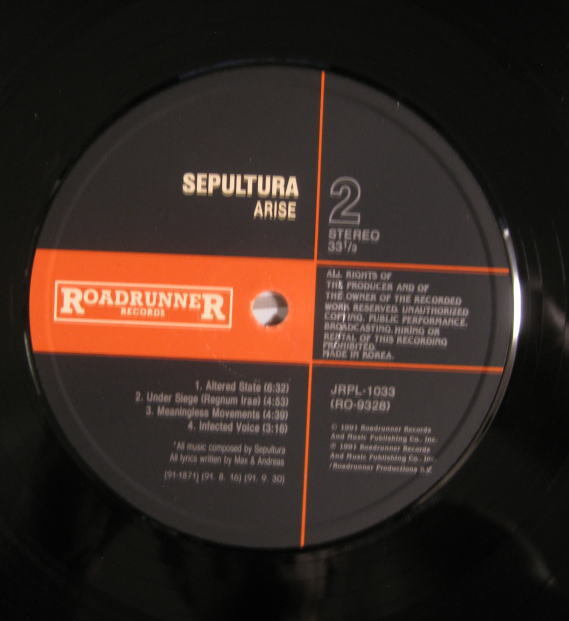 SEPULTURA
ARISE
2
STEREO
33 1/3
ROADRUNNER
RECORDS
ALL RIGHTS OF
THE PRODUCER AND OF
THE OWNER OF THE RECORDED
WORK RESERVED. UNAUTHORIZED
COPYING, PUBLIC PERFORMANCE,
BROADCASTING, HIRING OR
RENTAL OF THIS RECORDING
PROHIBITED.
MADE IN KOREA.
1. Altered State (6:32)
2. Under Siege (Regnum Irae) (4:53)
3. Meaningless Movements (4:39)
4. Infected Voice (3:18)
*All music composed by Sepultura
All lyrics written by Max & Andreas
[91-1871] (91. 8. 16) (91. 9. 30)
JRPL-1033
(RO-9328)
© 1991 Roadrunner Records
And Music Publishing Co., Inc.
℗ 1991 Roadrunner Records
And Music Publishing Co., Inc.
/Roadrunner Productions B.V.